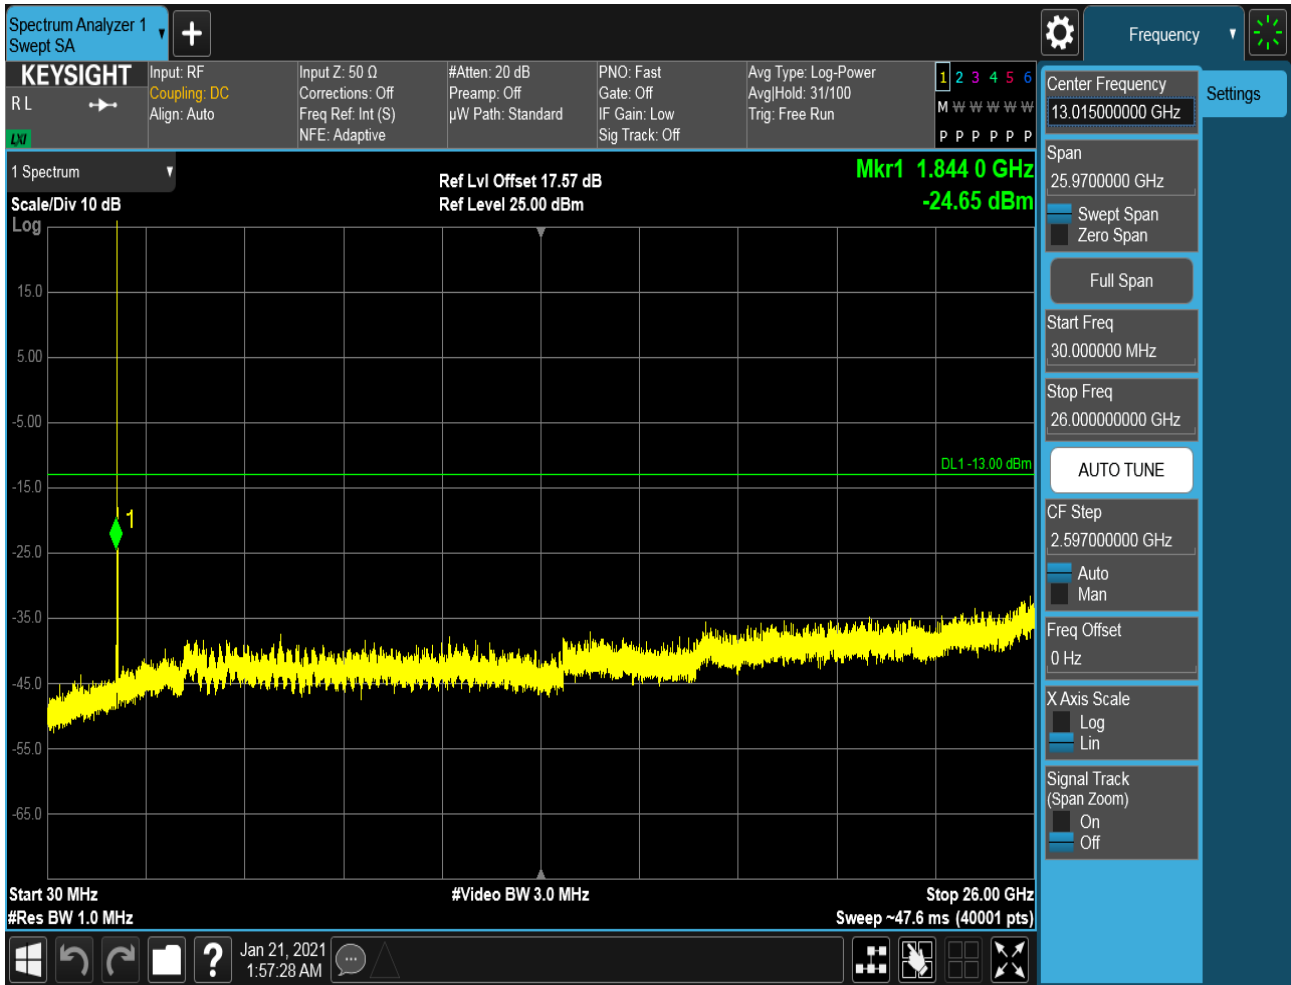 Spectrum Analyzer 1
Swept SA
Frequency
KEYSIGHT
R L
LXI
Input: RF
Coupling: DC
Align: Auto
Input Z: 50 Ω
Corrections: Off
Freq Ref: Int (S)
NFE: Adaptive
#Atten: 20 dB
Preamp: Off
µW Path: Standard
PNO: Fast
Gate: Off
IF Gain: Low
Sig Track: Off
Avg Type: Log-Power
Avg|Hold: 31/100
Trig: Free Run
1 2 3 4 5 6
M W W W W W
P P P P P P
1 Spectrum
Scale/Div 10 dB
Log
Ref Lvl Offset 17.57 dB
Ref Level 25.00 dBm
Mkr1 1.844 0 GHz
-24.65 dBm
15.0
5.00
-5.00
DL1 -13.00 dBm
-15.0
1
-25.0
-35.0
-45.0
-55.0
-65.0
Start 30 MHz
#Video BW 3.0 MHz
Stop 26.00 GHz
#Res BW 1.0 MHz
Sweep ~47.6 ms (40001 pts)
?
Jan 21, 2021
1:57:28 AM
Center Frequency
13.015000000 GHz
Settings
Span
25.9700000 GHz
Swept Span
Zero Span
Full Span
Start Freq
30.000000 MHz
Stop Freq
26.000000000 GHz
AUTO TUNE
CF Step
2.597000000 GHz
Auto
Man
Freq Offset
0 Hz
X Axis Scale
Log
Lin
Signal Track
(Span Zoom)
On
Off